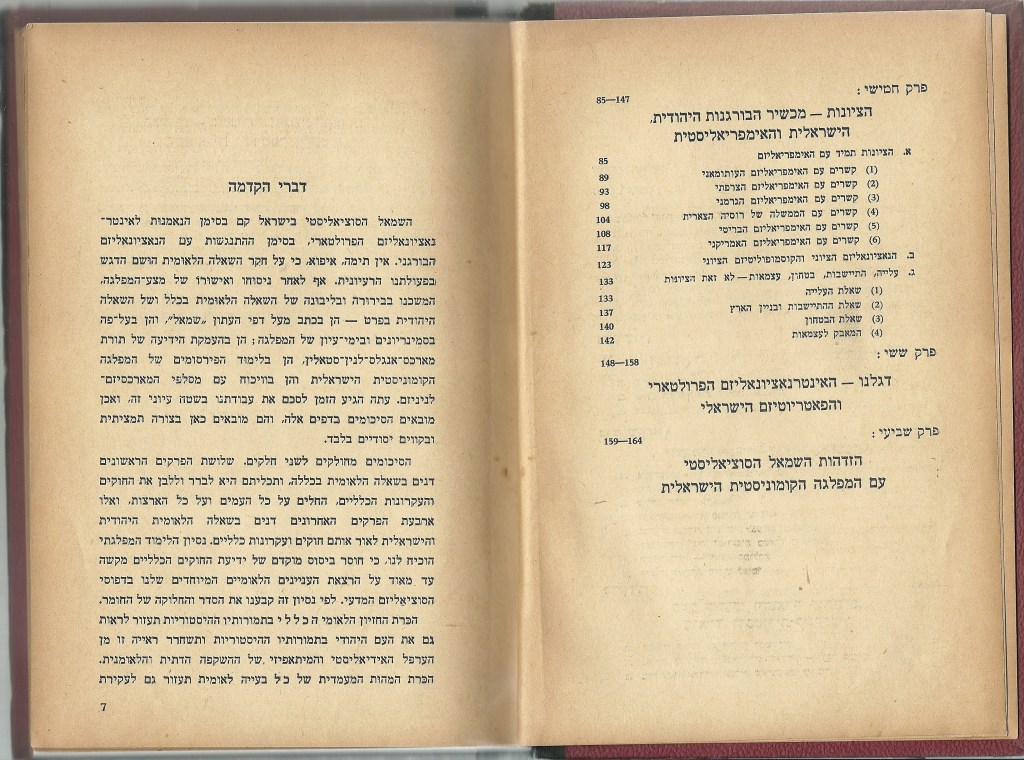 פרק חמישי :
85—147
הציונות — מכשיר הבורגנות היהודית,
הישראלית והאימפריאליסטית
א. הציונות תמיד עם האימפריאליזם 85
(1) קשרים עם האימפריאליזם העותומאני 89
(2) קשרים עם האימפריאליזם הצרפתי 93
(3) קשרים עם האימפריאליזם הגרמני 98
(4) קשרים עם הממשלה של רוסיה הצארית 104
(5) קשרים עם האימפריאליזם הבריטי 108
(6) קשרים עם האימפריאליזם האמריקני 117
ב. הנאציונאליזם הציוני והקוסמופוליטיזם הציוני 123
ג. עלייה, התיישבות, בטחון, עצמאות — לא זאת הציונות 133
(1) שאלת העלייה 133
(2) שאלת ההתיישבות ובניין הארץ 137
(3) שאלת הבטחון 140
(4) המאבק לעצמאות 142
פרק ששי :
148—158
דגלנו — האינטרנאציונאליזם הפרולטארי
והפאטריוטיזם הישראלי
פרק שביעי :
159—164
הזדהות השמאל הסוציאליסטי
עם המפלגה הקומוניסטית הישראלית
דברי הקדמה
השמאל הסוציאליסטי בישראל קם בסימן הנאמנות לאינטר־
נאציונאליזם הפרולטארי, בסימן ההתנגשות עם הנאציונאליזם
הבורגני. אין תימה, איפוא, כי על חקר השאלה הלאומית הושם הדגש
בפעולתנו הרעיונית. אף לאחר ניסוחו ואישורו של מצע־המפלגה,
המשכנו בבירורה ובליבונה של השאלה הלאומית בכלל ושל השאלה
היהודית בפרט — הן בכתב מעל דפי העתון „שמאל", והן בעל־פה
בסמינריונים ובימי־עיון של המפלגה ; הן בהעמקת הידיעה של תורת
מארכס־אנגלס־לנין־סטאלין, הן בלימוד הפירסומים של המפלגה
הקומוניסטית הישראלית והן בוויכוח עם מסלפי המארכסיזם־
לניניזם. עתה הגיע הזמן לסכם את עבודתנו בשטח עיוני זה, ואכן
מובאים הסיכומים בדפים אלה, והם מובאים כאן בצורה תמציתית
ובקווים יסודיים בלבד.
הסיכומים מחולקים לשני חלקים. שלושת הפרקים הראשונים
דנים בשאלה הלאומית בכללה, ותכליתם היא לברר וללבן את החוקים
והעקרונות הכלליים, החלים על כל העמים ועל כל הארצות, ואלו
ארבעת הפרקים האחרונים דנים בשאלה הלאומית היהודית
והישראלית לאור אותם חוקים ועקרונות כלליים. נסיון הלימוד המפלגתי
הוכיח לנו, כי חוסר ביסוס מוקדם של ידיעת החוקים הכלליים מקשה
עד מאוד על הרצאת העניינים הלאומיים המיוחדים שלנו בדפוסי
הסוציאליזם המדעי. לפי נסיון זה קבענו את הסדר והחלוקה של החומר.
הכרת החזיון הלאומי ה כ ל ל י בתמורותיו ההיסטוריות תעזור לראות
גם את העם היהודי בתמורותיו ההיסטוריות ותשחרר ראייה זו מן
הערפל האידיאליסטי והמיתאפיזי של ההשקפה הדתית והלאומנית.
הכרת המהות המעמדית של כ ל בעייה לאומית תעזור גם לעקירת
7